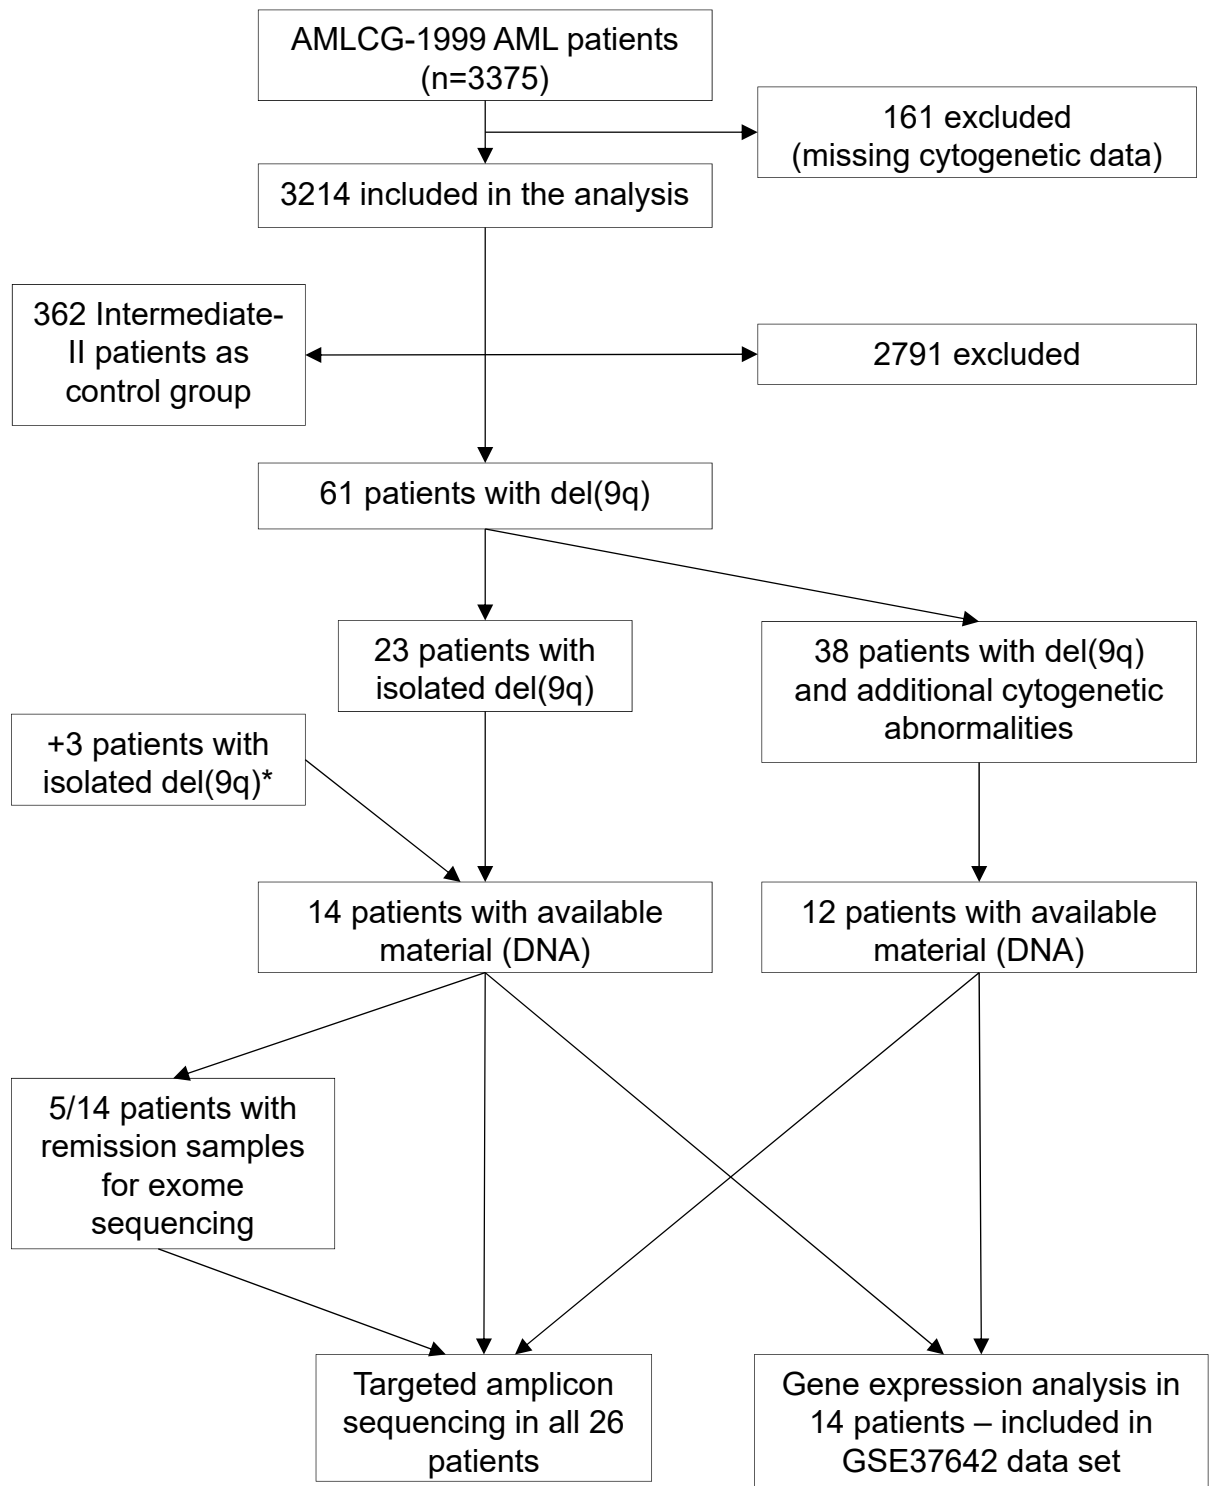 AMLCG-1999 AML patients
(n=3375)
161 excluded
(missing cytogenetic data)
3214 included in the analysis
362 Intermediate-
II patients as
control group
2791 excluded
61 patients with del(9q)
23 patients with
isolated del(9q)
38 patients with del(9q)
and additional cytogenetic
abnormalities
+3 patients with
isolated del(9q)*
14 patients with available
material (DNA)
12 patients with available
material (DNA)
5/14 patients with
remission samples
for exome
sequencing
Targeted amplicon
sequencing in all 26
patients
Gene expression analysis in
14 patients – included in
GSE37642 data set